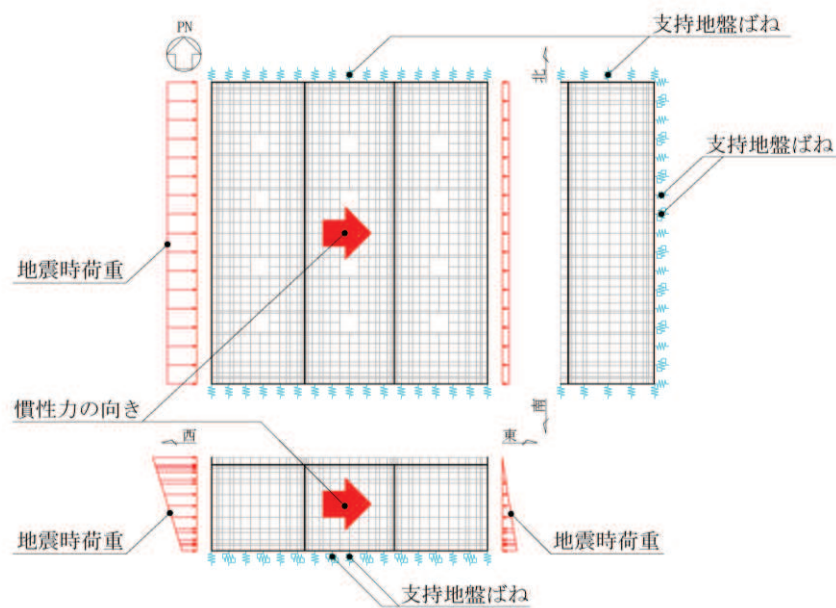 支持地盤ばね
PN
北
支持地盤ばね
地震時荷重
慣性力の向き
南
西
東
地震時荷重
地震時荷重
支持地盤ばね